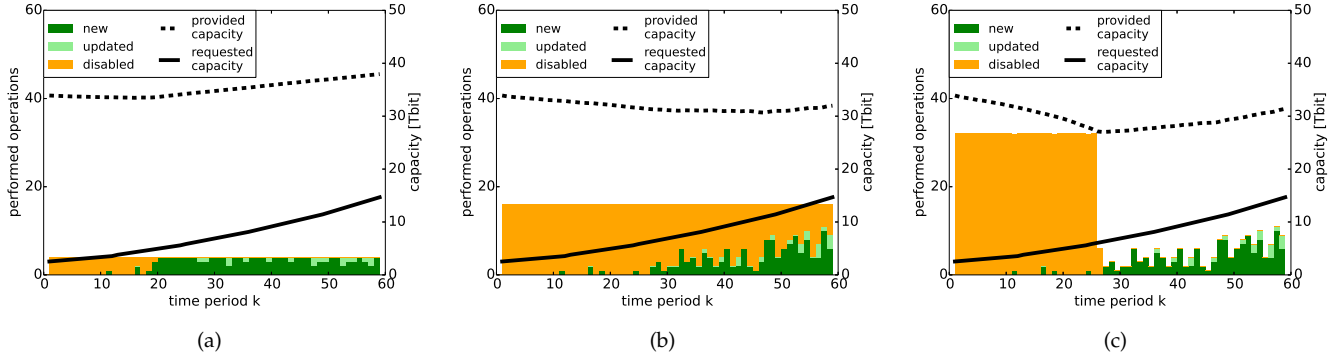 60
50
new
provided capacity
updated
requested capacity
disabled
40
40
30
20
20
10
0
0
0
10
20
30
40
50
60
performed operations
capacity [Tbit]
time period k
(a)
60
50
new
provided capacity
updated
requested capacity
disabled
40
40
30
20
20
10
0
0
0
10
20
30
40
50
60
performed operations
capacity [Tbit]
time period k
(b)
60
50
new
provided capacity
updated
requested capacity
disabled
40
40
30
20
20
10
0
0
0
10
20
30
40
50
60
performed operations
capacity [Tbit]
time period k
(c)